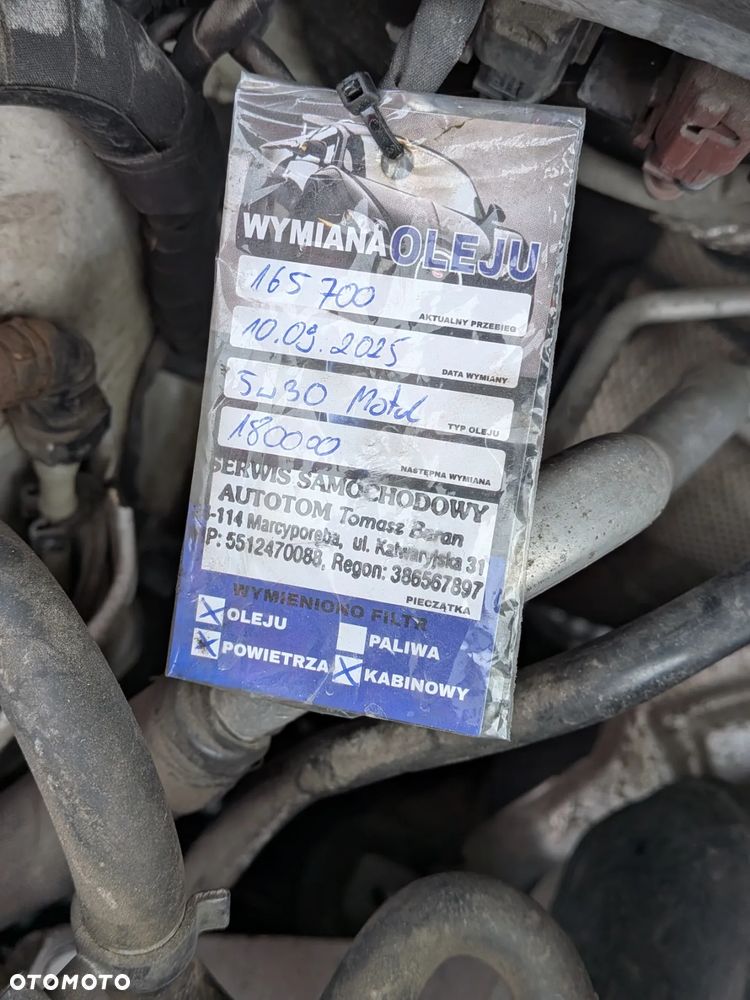 WYMIANA OLEJU
165 700
AKTUALNY PRZEBIEG
10.09.2025
DATA WYMIANY
5w30 Motul
TYP OLEJU
180000
NASTĘPNA WYMIANA
SERWIS SAMOCHODOWY
AUTOTOM Tomasz Baran
-114 Marcyporęba, ul. Kalwaryjska 31
P: 5512470088, Regon: 386567897
PIECZĄTKA
WYMIENIONO FILTR
OLEJU
PALIWA
POWIETRZA
KABINOWY
OTOMOTO